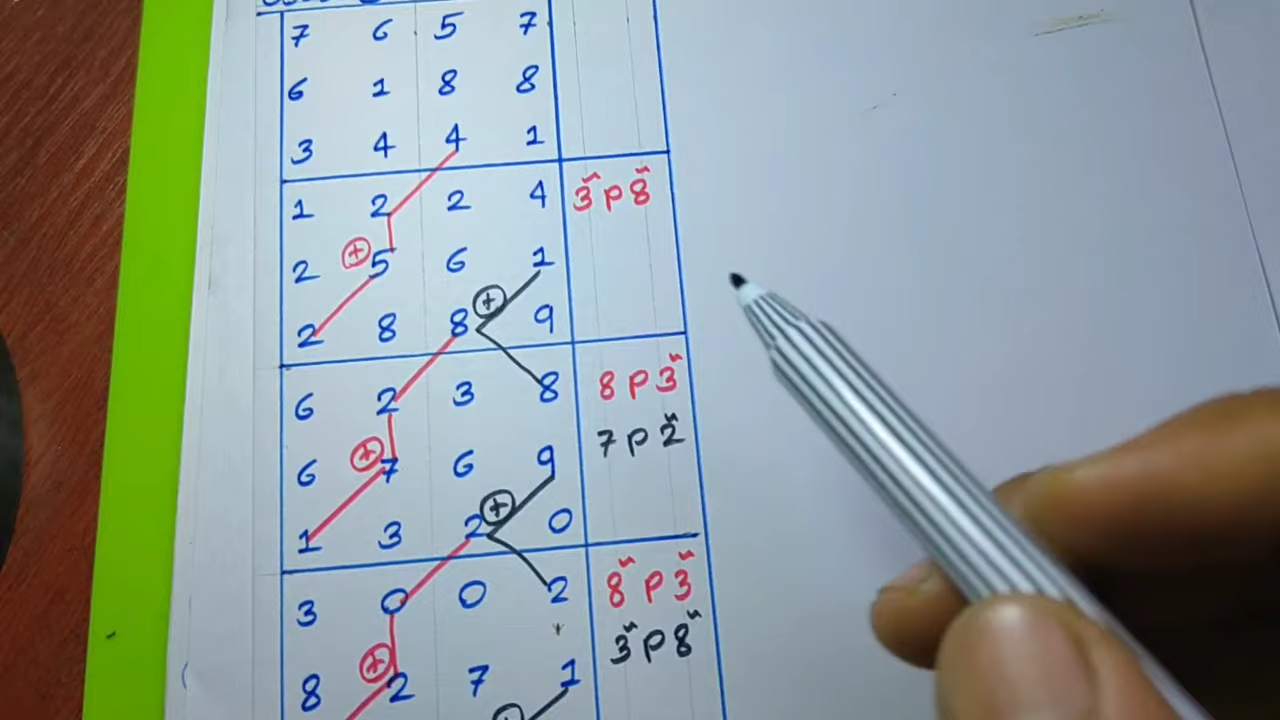 7 6 5 7
6 1 8 8
3 4 4 1
1 2 2 4 3̃ p 8̃
2 + 5 6 1
2 8 8 + 9
6 2 3 8 8 p 3̃
7 p 2̃
6 + 7 6 9
1 3 2 + 0
3 0 0 2 8̃ p 3̃
3̃ p 8̃
8 + 2 7 1
+